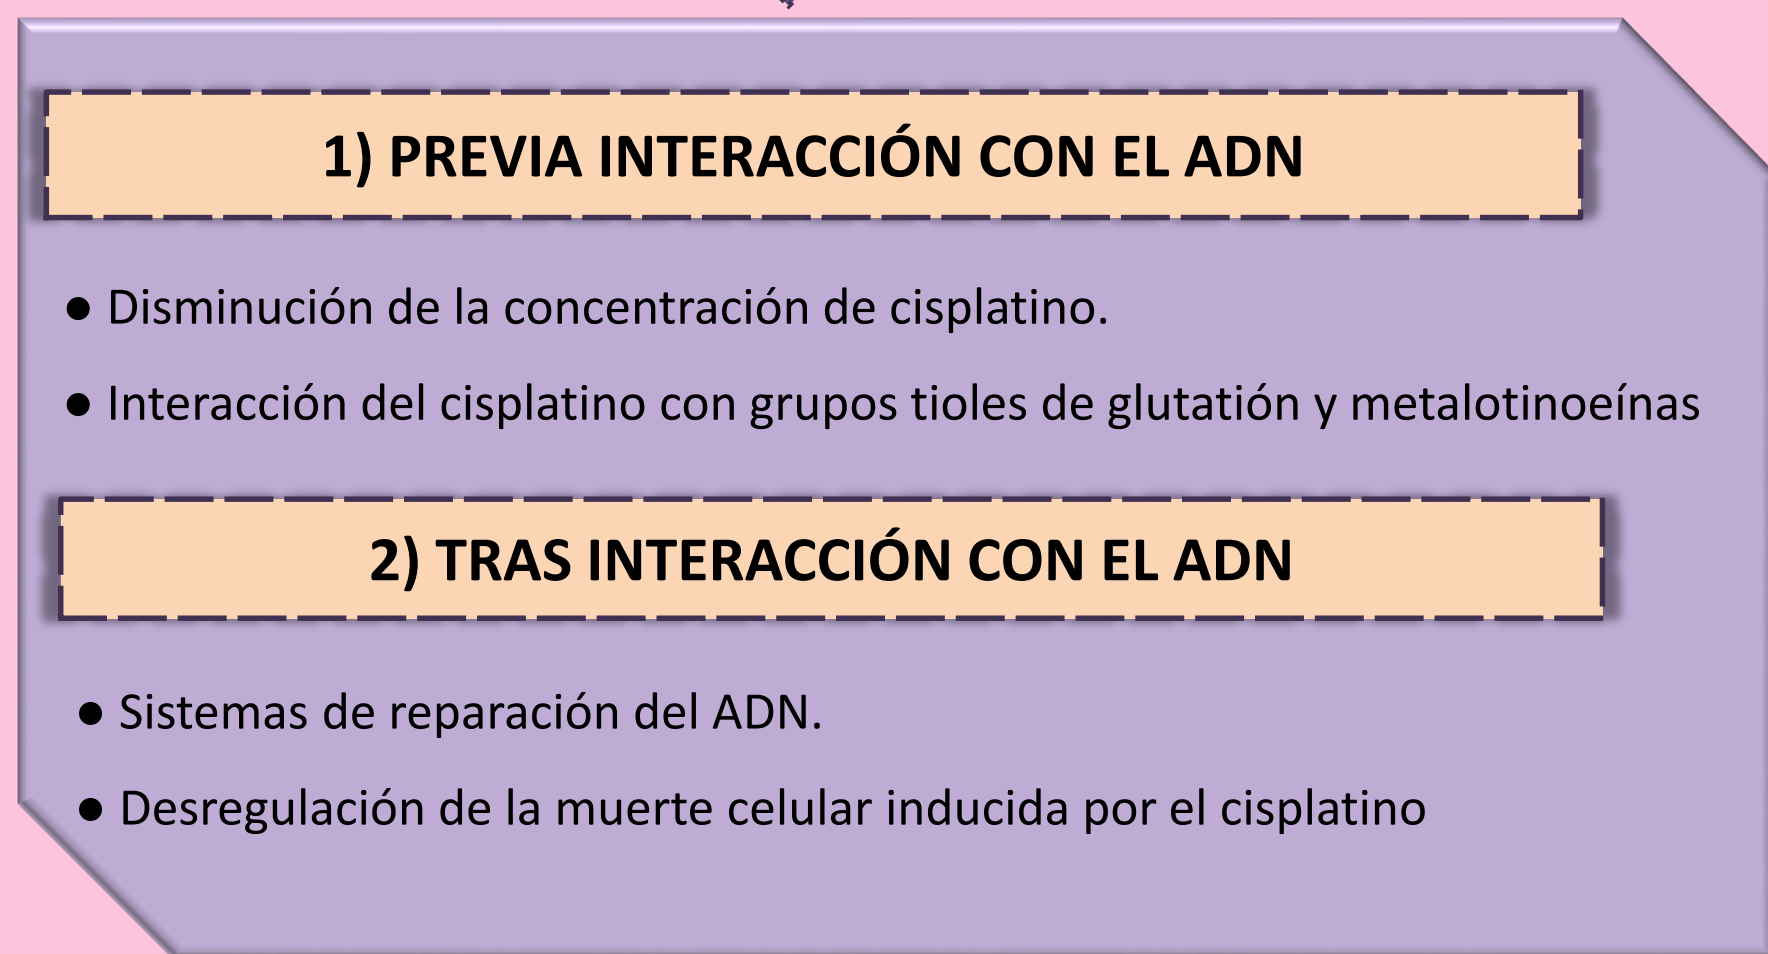 1) PREVIA INTERACCIÓN CON EL ADN
● Disminución de la concentración de cisplatino.
● Interacción del cisplatino con grupos tioles de glutatión y metalotinoeínas
2) TRAS INTERACCIÓN CON EL ADN
● Sistemas de reparación del ADN.
● Desregulación de la muerte celular inducida por el cisplatino